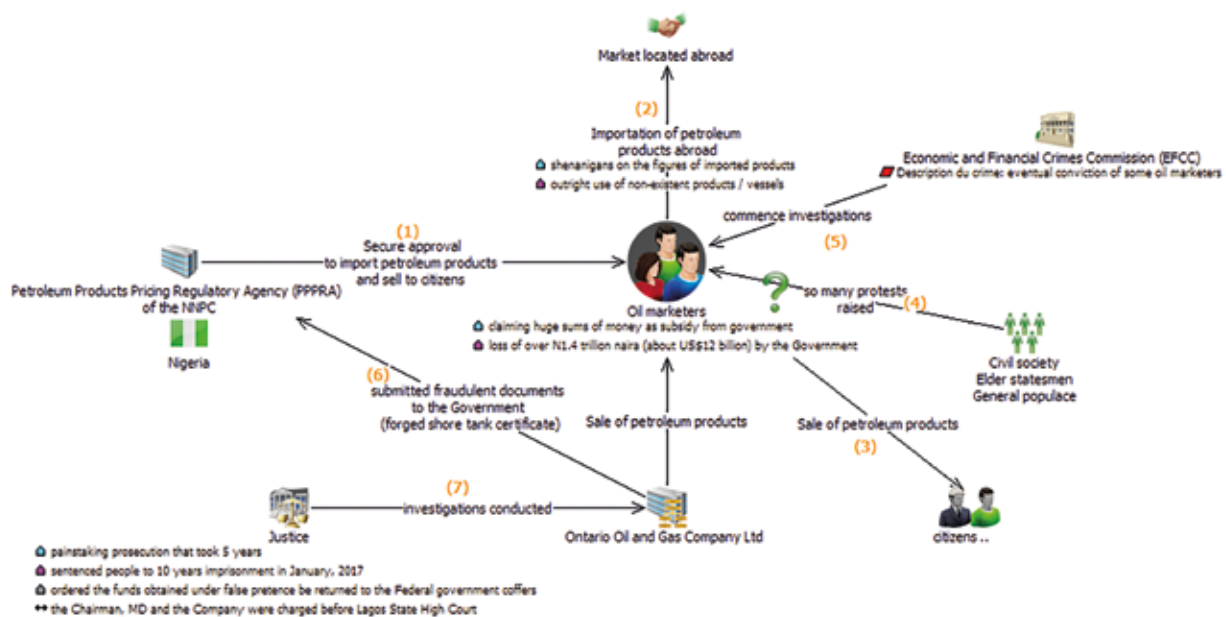 Market located abroad
(2)
Importation of petroleum
products abroad
shenanigans on the figures of imported products
outright use of non-existent products / vessels
Economic and Financial Crimes Commission (EFCC)
Description du crime: eventual conviction of some oil marketers
commence investigations
(5)
(1)
Secure approval
to import petroleum products
and sell to citizens
Petroleum Products Pricing Regulatory Agency (PPPRA)
of the NNPC
Nigeria
Oil marketers
claiming huge sums of money as subsidy from government
loss of over N1.4 trillion naira (about US$12 billion) by the Government
so many protests
raised
(4)
Civil society
Elder statesmen
General populace
(6)
submitted fraudulent documents
to the Government
(forged shore tank certificate)
Sale of petroleum products
Sale of petroleum products
(3)
(7)
investigations conducted
Justice
Ontario Oil and Gas Company Ltd
citizens ..
painstaking prosecution that took 5 years
sentenced people to 10 years imprisonment in January, 2017
ordered the funds obtained under false pretence be returned to the Federal government coffers
the Chairman, MD and the Company were charged before Lagos State High Court